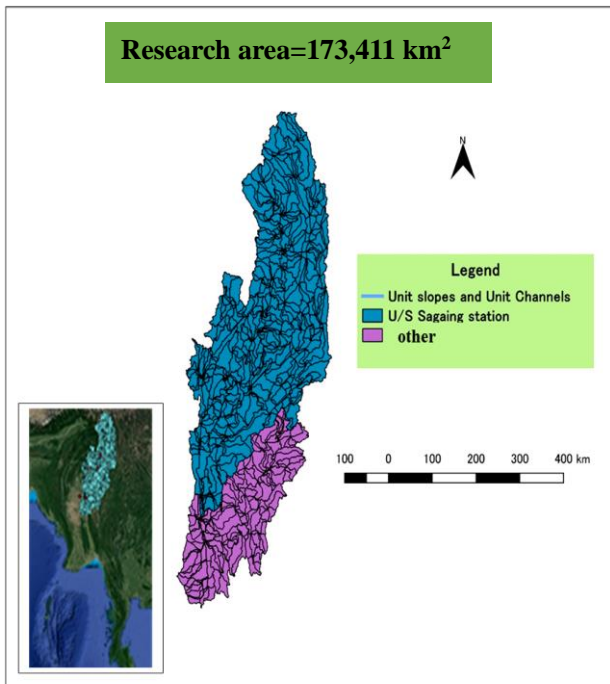 Research area=173,411 km²
N
Legend
Unit slopes and Unit Channels
U/S Sagaing station
other
100 0 100 200 300 400 km